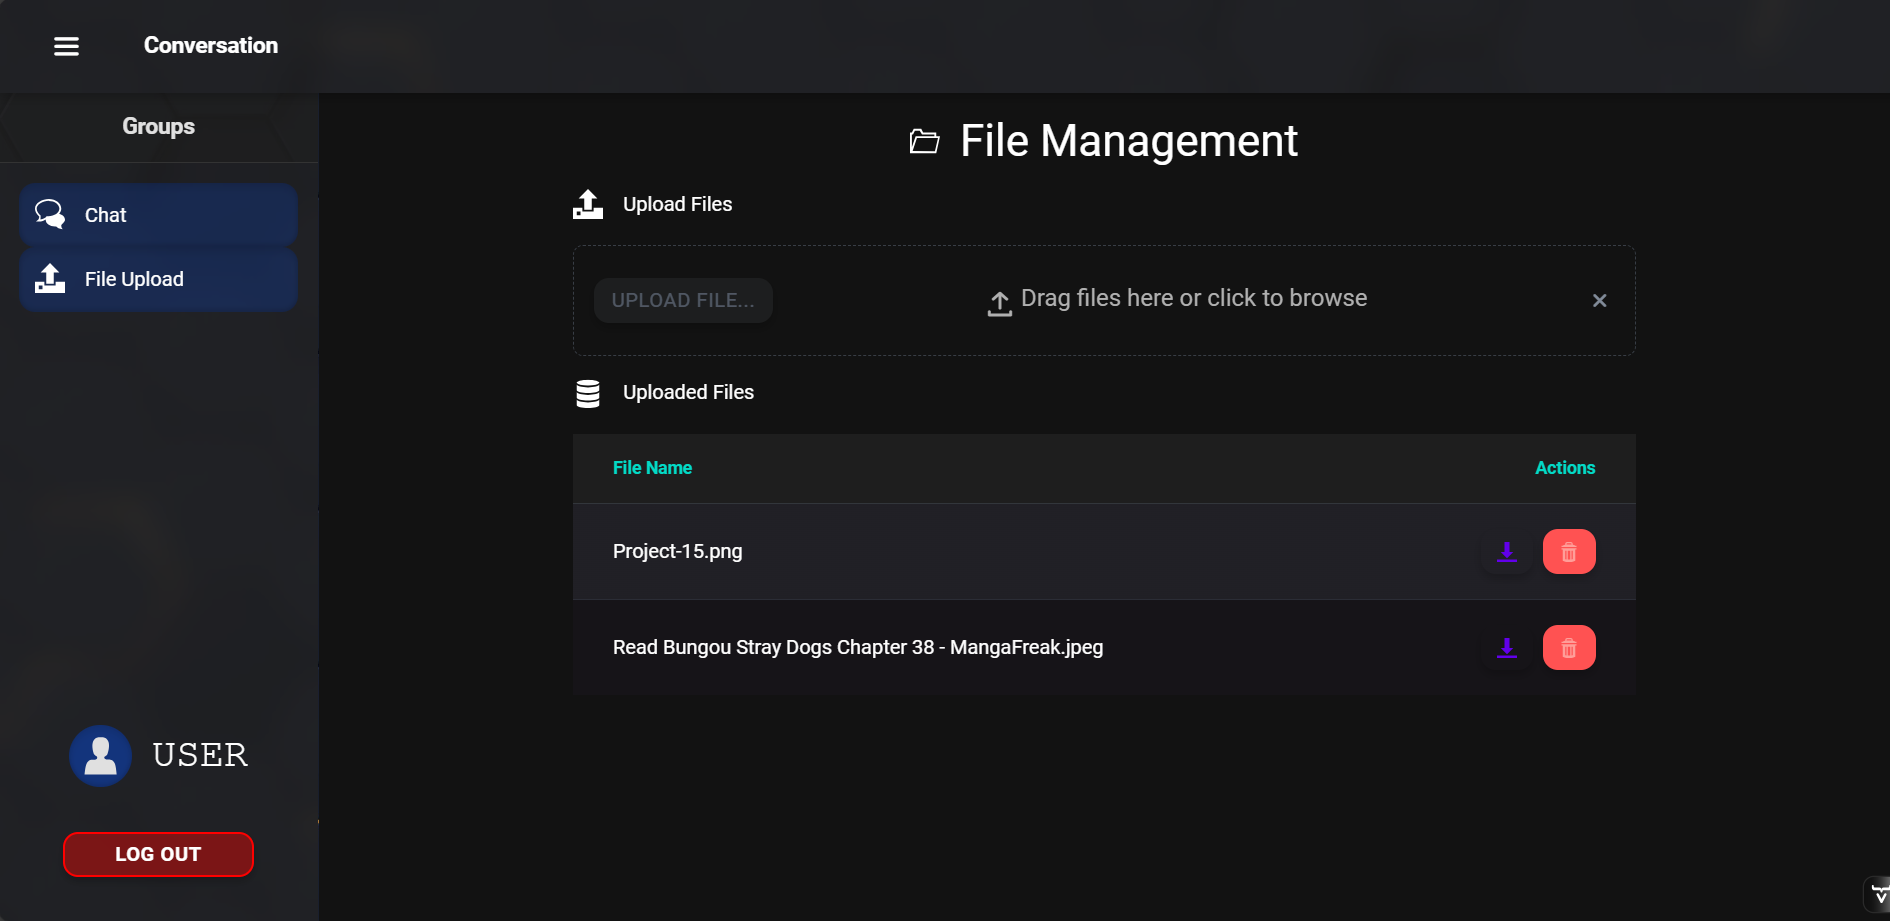 Conversation
Groups
Chat
File Upload
USER
LOG OUT
File Management
Upload Files
UPLOAD FILE...
Drag files here or click to browse
Uploaded Files
File Name Actions
Project-15.png
Read Bungou Stray Dogs Chapter 38 - MangaFreak.jpeg